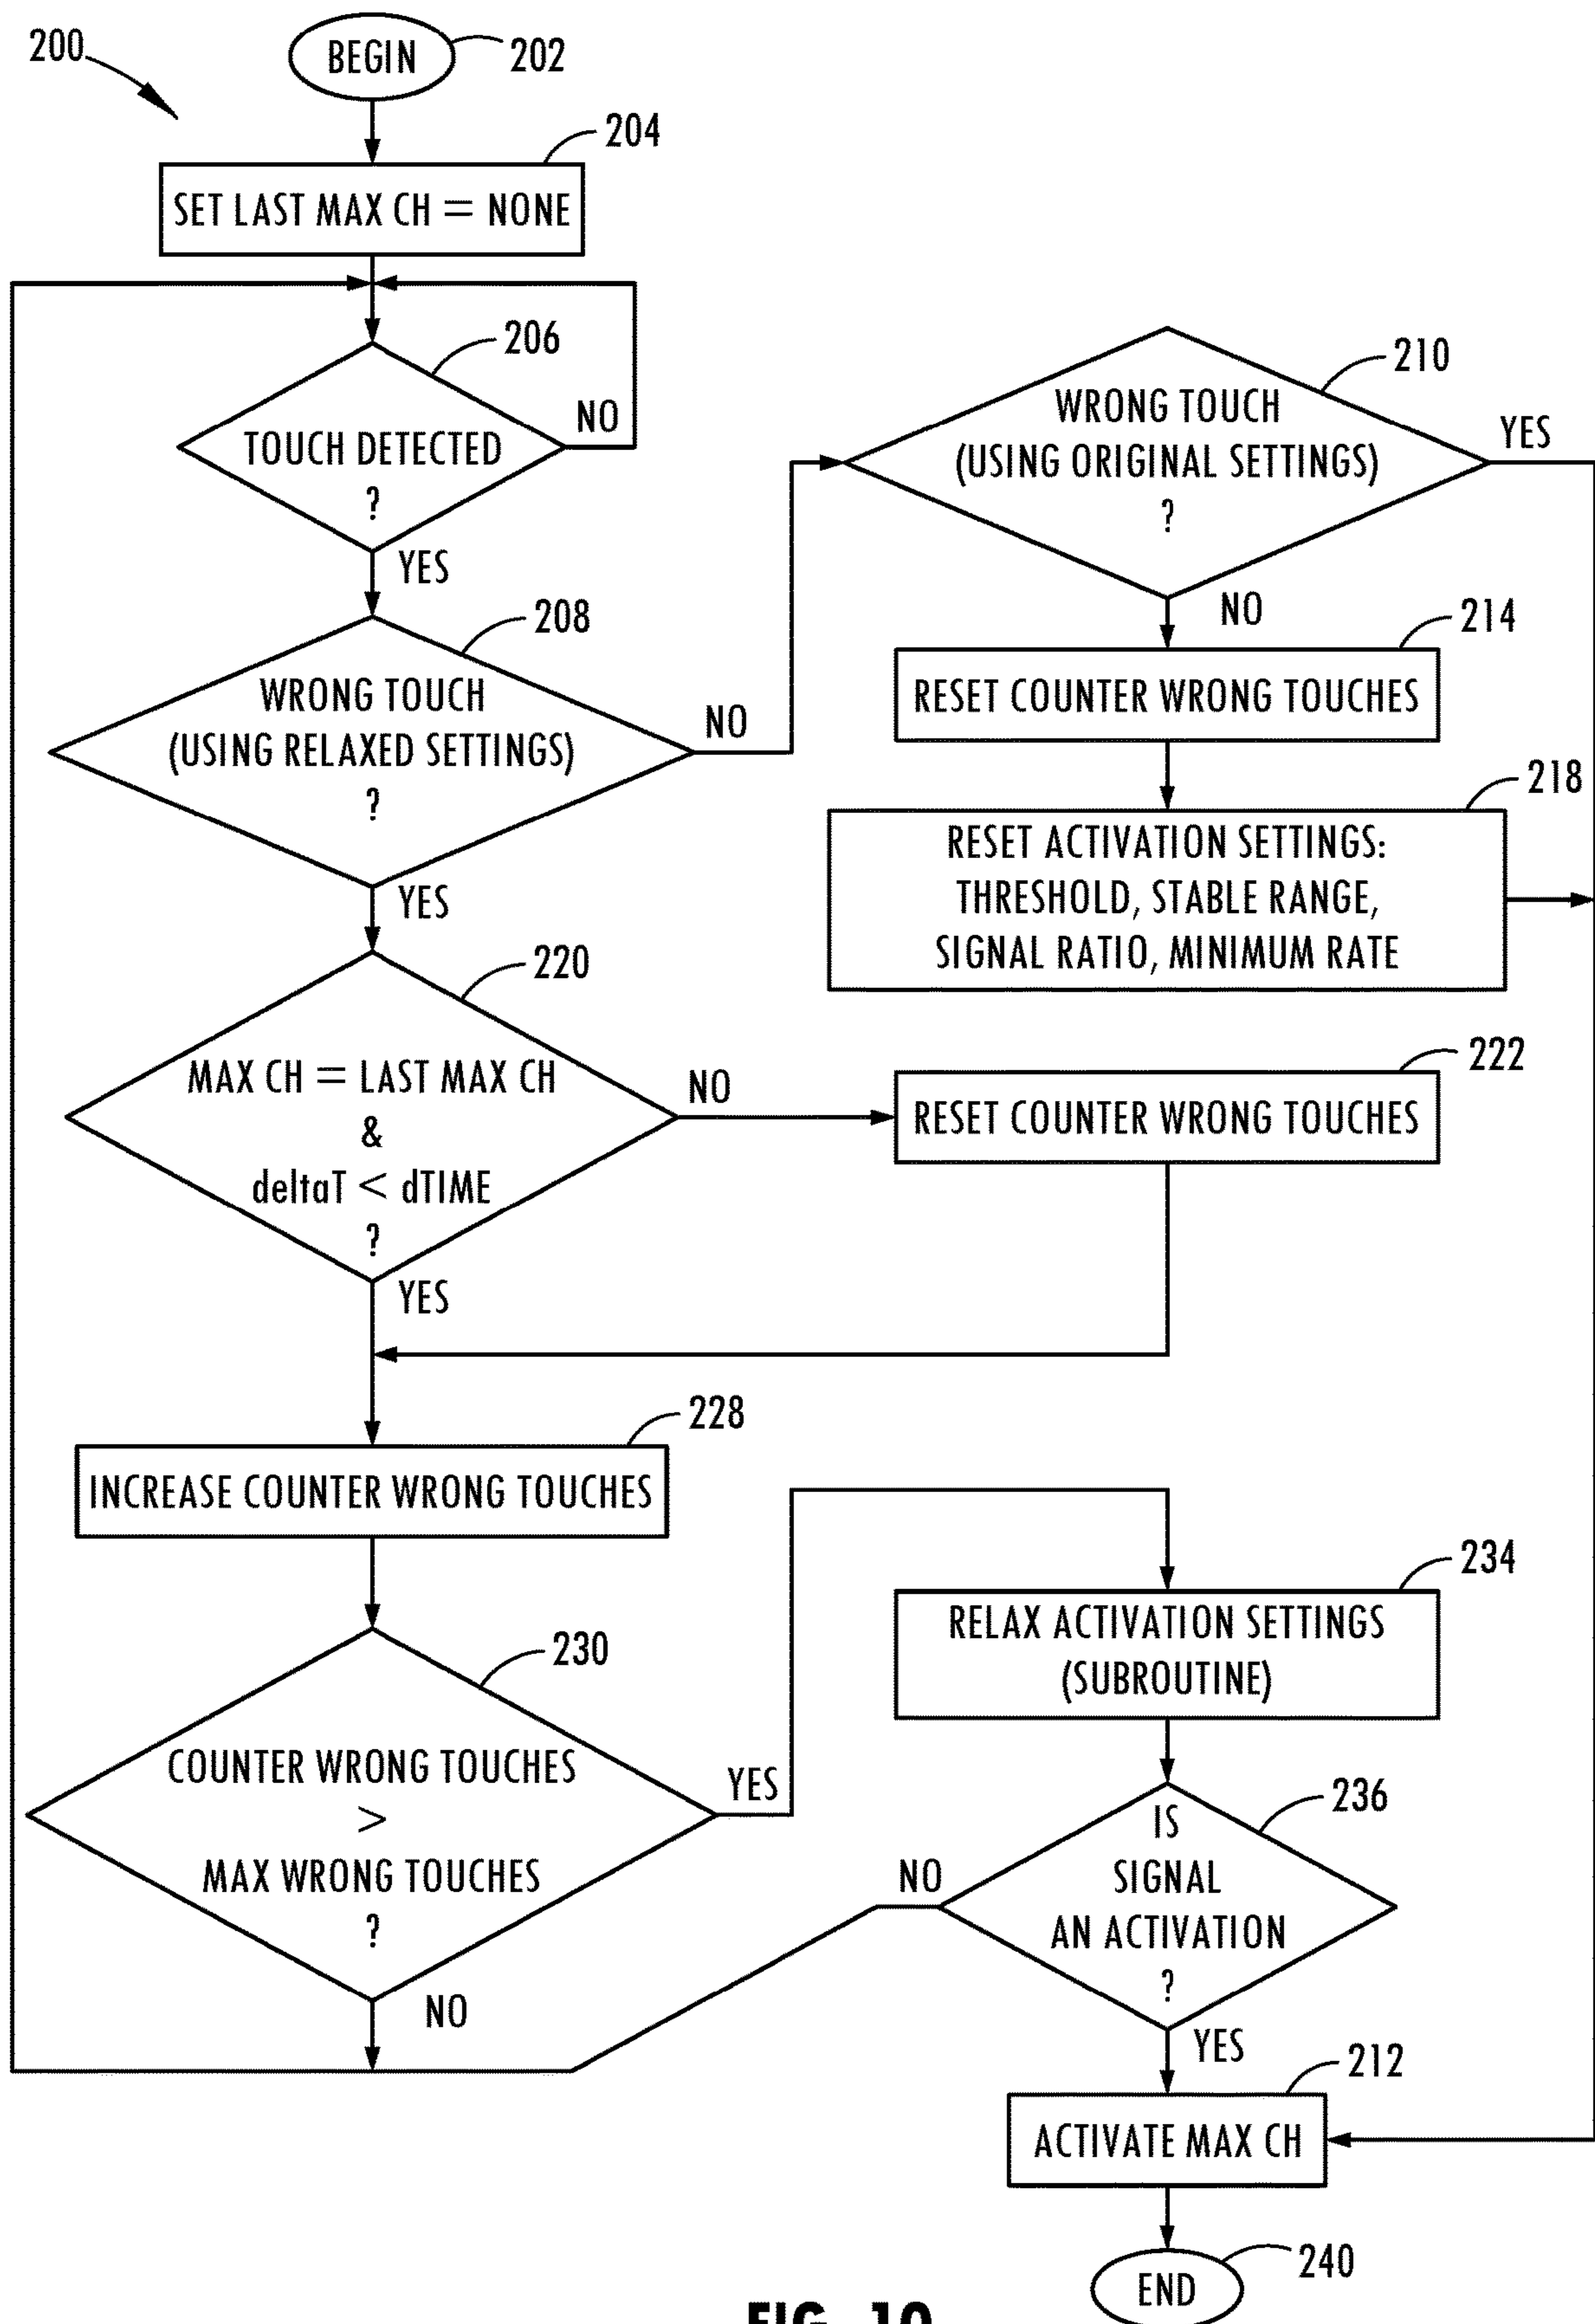 200
BEGIN
202
204
SET LAST MAX CH = NONE
206
TOUCH DETECTED
?
NO
YES
208
WRONG TOUCH
(USING RELAXED SETTINGS)
?
NO
YES
210
WRONG TOUCH
(USING ORIGINAL SETTINGS)
?
YES
NO
214
RESET COUNTER WRONG TOUCHES
218
RESET ACTIVATION SETTINGS:
THRESHOLD, STABLE RANGE,
SIGNAL RATIO, MINIMUM RATE
220
MAX CH = LAST MAX CH
&
deltaT < dTIME
?
NO
YES
222
RESET COUNTER WRONG TOUCHES
228
INCREASE COUNTER WRONG TOUCHES
230
COUNTER WRONG TOUCHES
>
MAX WRONG TOUCHES
?
YES
NO
234
RELAX ACTIVATION SETTINGS
(SUBROUTINE)
236
IS
SIGNAL
AN ACTIVATION
?
NO
YES
212
ACTIVATE MAX CH
END
240
FIG. 10